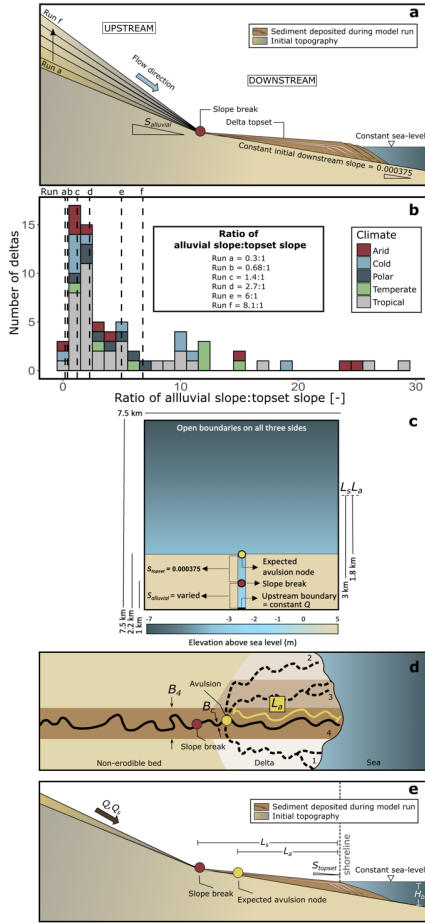 a
Run f
UPSTREAM
Sediment deposited during model run
Initial topography
Run a
Flow direction
DOWNSTREAM
Slope break
Delta topset
Salluvial
Constant sea-level
Constant initial downstream slope = 0.000375
Run ab c d e f
b
Ratio of
alluvial slope:topset slope
Run a = 0.3:1
Run b = 0.68:1
Run c = 1.4:1
Run d = 2.7:1
Run e = 6:1
Run f = 8.1:1
Climate
Arid
Cold
Polar
Temperate
Tropical
Number of deltas
15
10
5
0
0 10 20 30
Ratio of allluvial slope:topset slope [-]
7.5 km
c
Open boundaries on all three sides
Ls La
Stopset = 0.000375
Expected
avulsion node
Slope break
Salluvial = varied
Upstream boundary
= constant Q
7.5 km
2.2 km
1 km
3 km
1.8 km
-7 -3 -2 5
Elevation above sea level (m)
d
2
B4
Avulsion
La
3
Bc
4
Slope break
1
Non-erodible bed
Delta
Sea
e
Q,Qs
Sediment deposited during model run
Initial topography
Ls
La
shoreline
Stopset
Constant sea-level
Slope break
Expected avulsion node
Hb